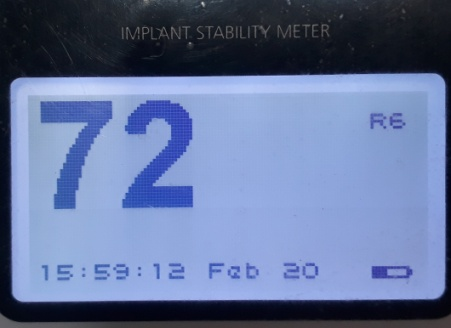 IMPLANT STABILITY METER
72
R6
15:59:12 Feb 20